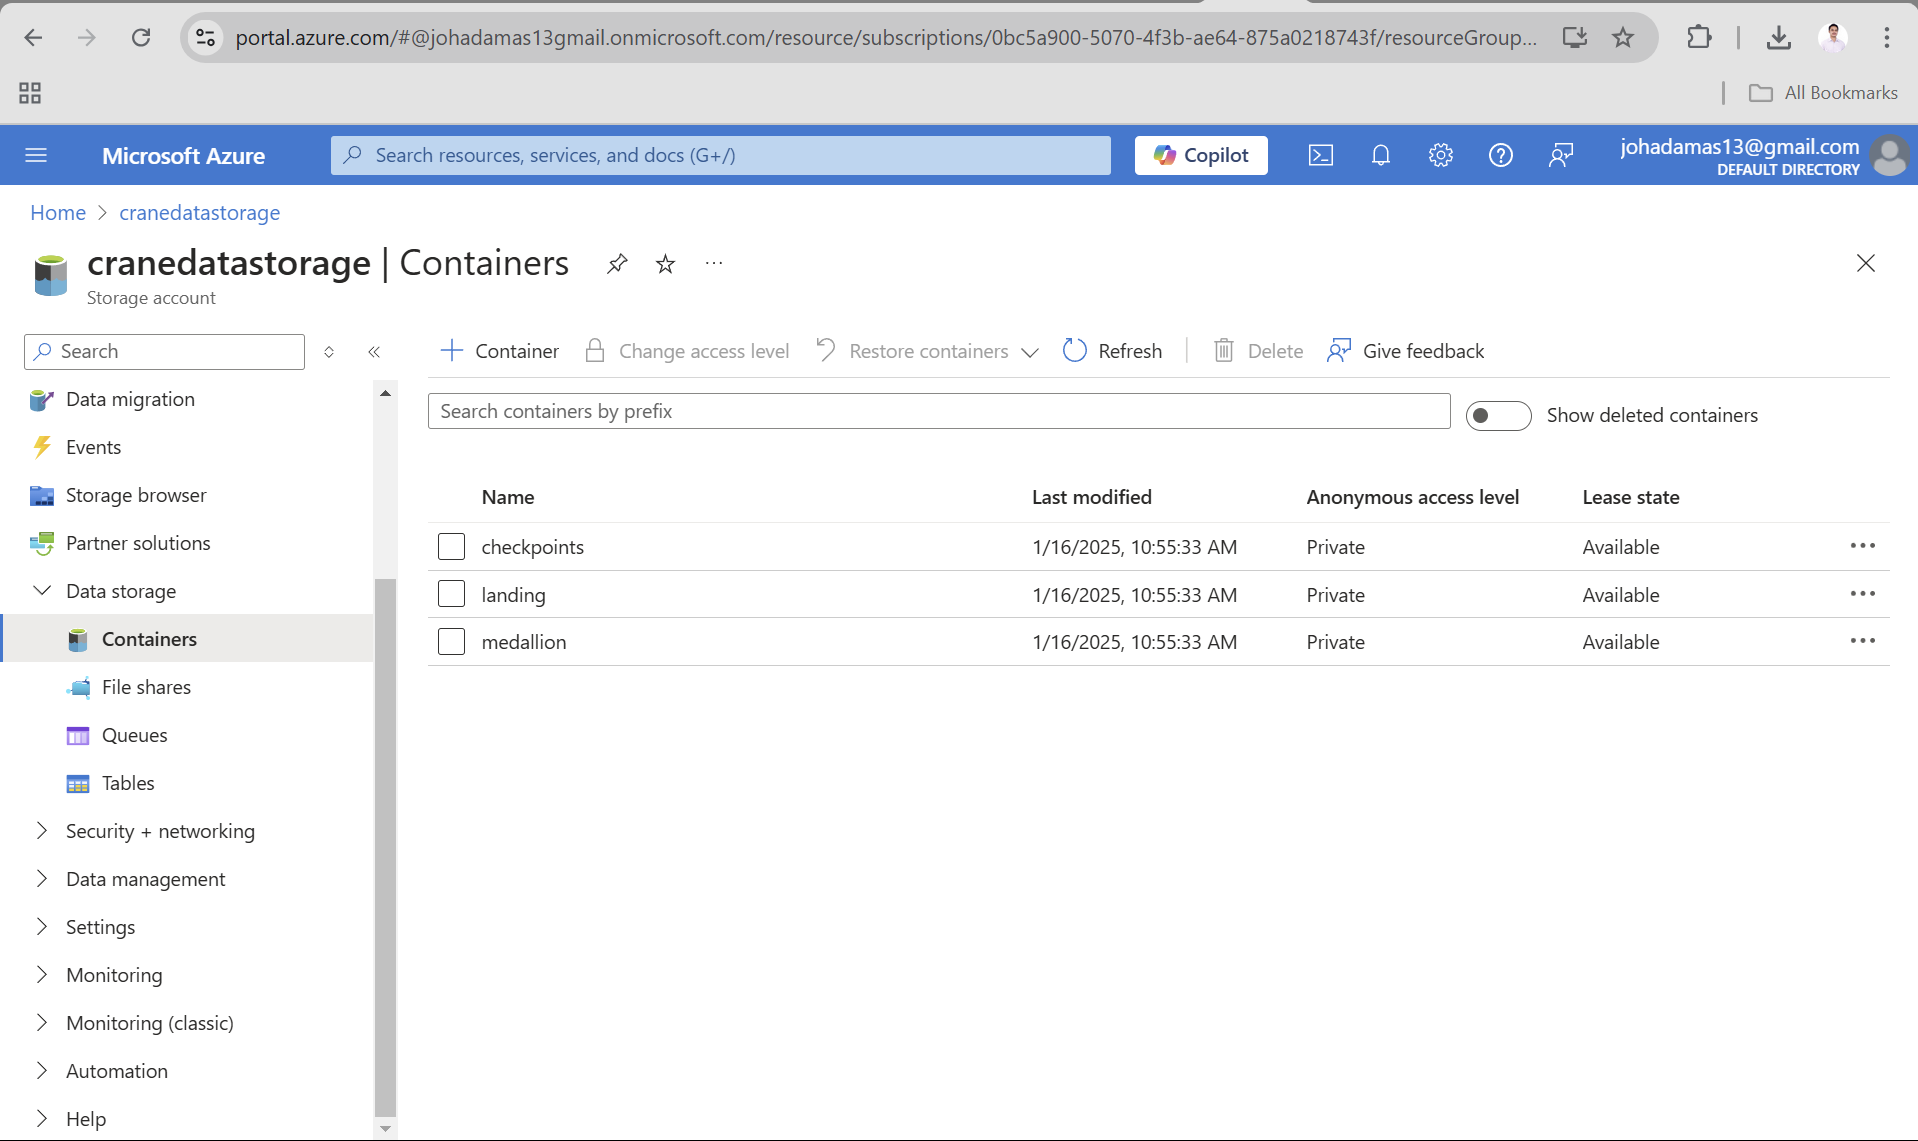 portal.azure.com/#@johadamas13gmail.onmicrosoft.com/resource/subscriptions/0bc5a900-5070-4f3b-ae64-875a0218743f/resourceGroup...
All Bookmarks
Microsoft Azure
Search resources, services, and docs (G+/)
Copilot
johadamas13@gmail.com
DEFAULT DIRECTORY
Home > cranedatastorage
cranedatastorage | Containers
Storage account
Search
Container
Change access level
Restore containers
Refresh
Delete
Give feedback
Data migration
Events
Storage browser
Partner solutions
Data storage
Containers
File shares
Queues
Tables
Security + networking
Data management
Settings
Monitoring
Monitoring (classic)
Automation
Help
Search containers by prefix
Show deleted containers
Name Last modified Anonymous access level Lease state
checkpoints 1/16/2025, 10:55:33 AM Private Available
landing 1/16/2025, 10:55:33 AM Private Available
medallion 1/16/2025, 10:55:33 AM Private Available